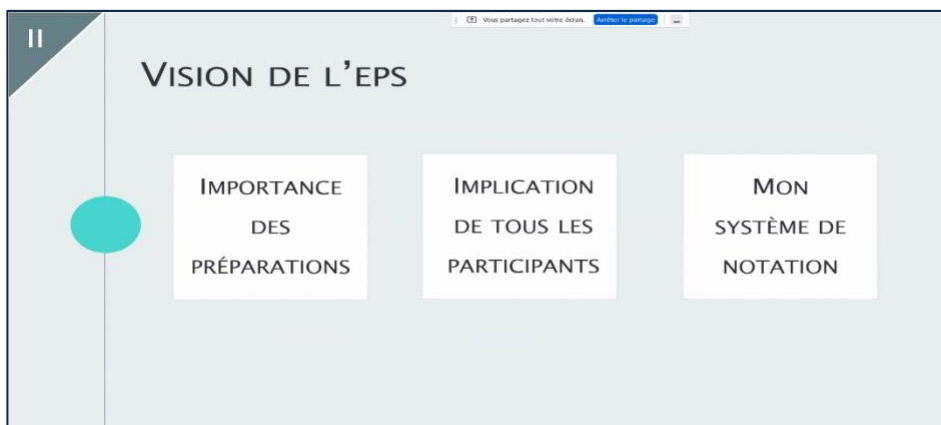 Vous partagez tout votre écran.
Arrêter le partage
II
VISION DE L'EPS
IMPORTANCE
DES
PRÉPARATIONS
IMPLICATION
DE TOUS LES
PARTICIPANTS
MON
SYSTÈME DE
NOTATION